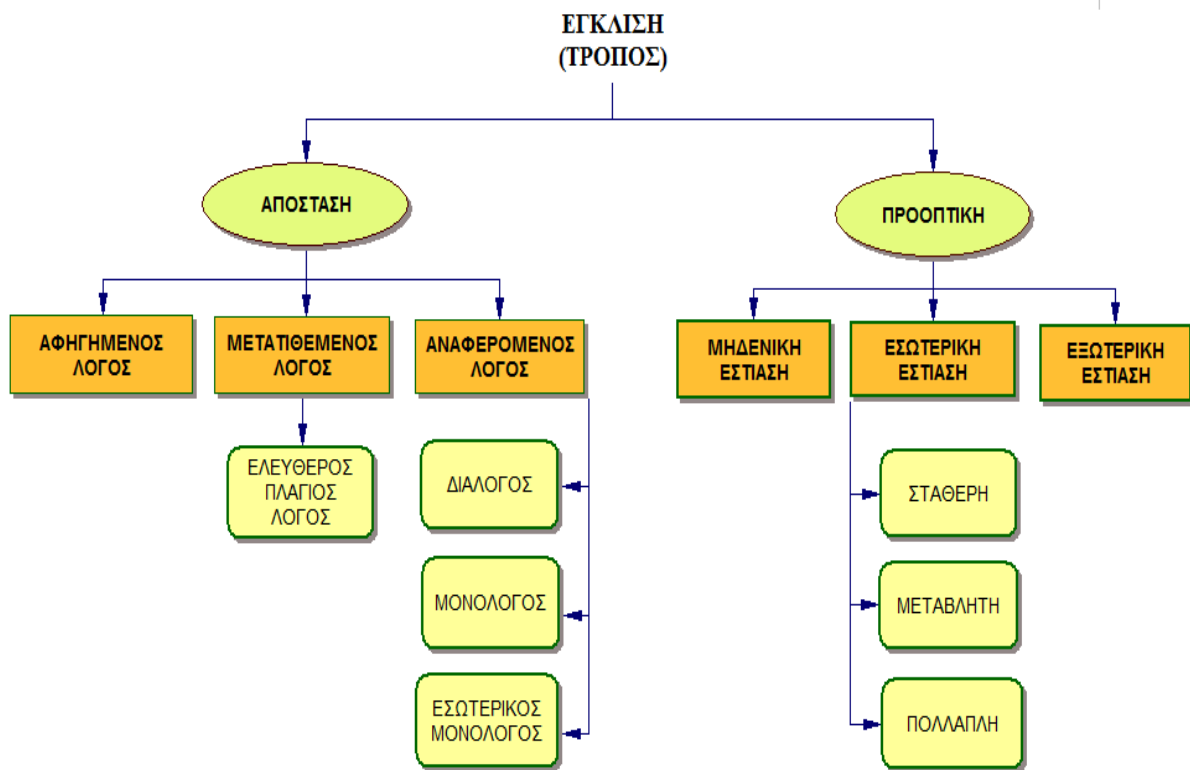 ΕΓΚΛΙΣΗ
(ΤΡΟΠΟΣ)
ΑΠΟΣΤΑΣΗ
ΠΡΟΟΠΤΙΚΗ
ΑΦΗΓΗΜΕΝΟΣ
ΛΟΓΟΣ
ΜΕΤΑΤΙΘΕΜΕΝΟΣ
ΛΟΓΟΣ
ΑΝΑΦΕΡΟΜΕΝΟΣ
ΛΟΓΟΣ
ΜΗΔΕΝΙΚΗ
ΕΣΤΙΑΣΗ
ΕΣΩΤΕΡΙΚΗ
ΕΣΤΙΑΣΗ
ΕΞΩΤΕΡΙΚΗ
ΕΣΤΙΑΣΗ
ΕΛΕΥΘΕΡΟΣ
ΠΛΑΓΙΟΣ
ΛΟΓΟΣ
ΔΙΑΛΟΓΟΣ
ΜΟΝΟΛΟΓΟΣ
ΕΣΩΤΕΡΙΚΟΣ
ΜΟΝΟΛΟΓΟΣ
ΣΤΑΘΕΡΗ
ΜΕΤΑΒΛΗΤΗ
ΠΟΛΛΑΠΛΗ